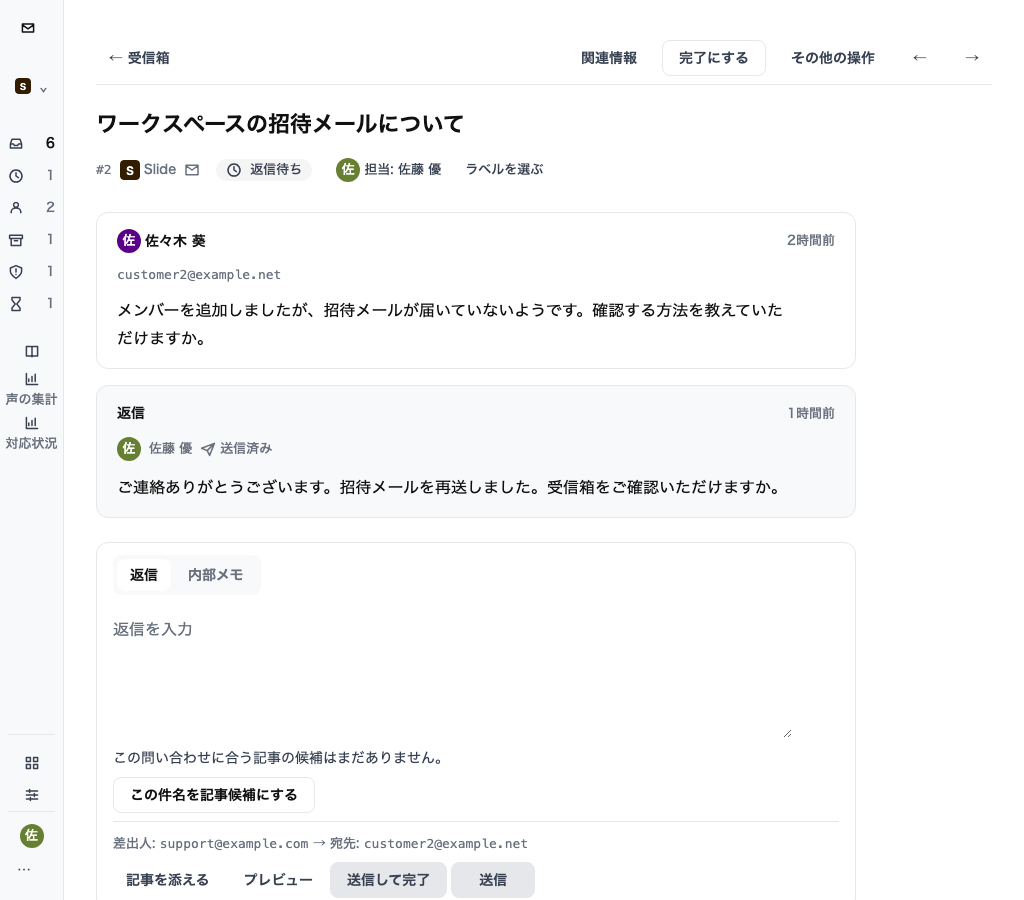 S
6
1
2
1
1
1
声の集計
対応状況
佐
…
← 受信箱
関連情報
完了にする
その他の操作
←
→
ワークスペースの招待メールについて
#2 S Slide 返信待ち 佐 担当: 佐藤 優 ラベルを選ぶ
佐 佐々木 葵 2時間前
customer2@example.net
メンバーを追加しましたが、招待メールが届いていないようです。確認する方法を教えていた
だけますか。
返信 1時間前
佐 佐藤 優 送信済み
ご連絡ありがとうございます。招待メールを再送しました。受信箱をご確認いただけますか。
返信 内部メモ
返信を入力
この問い合わせに合う記事の候補はまだありません。
この件名を記事候補にする
差出人: support@example.com → 宛先: customer2@example.net
記事を添える プレビュー 送信して完了 送信